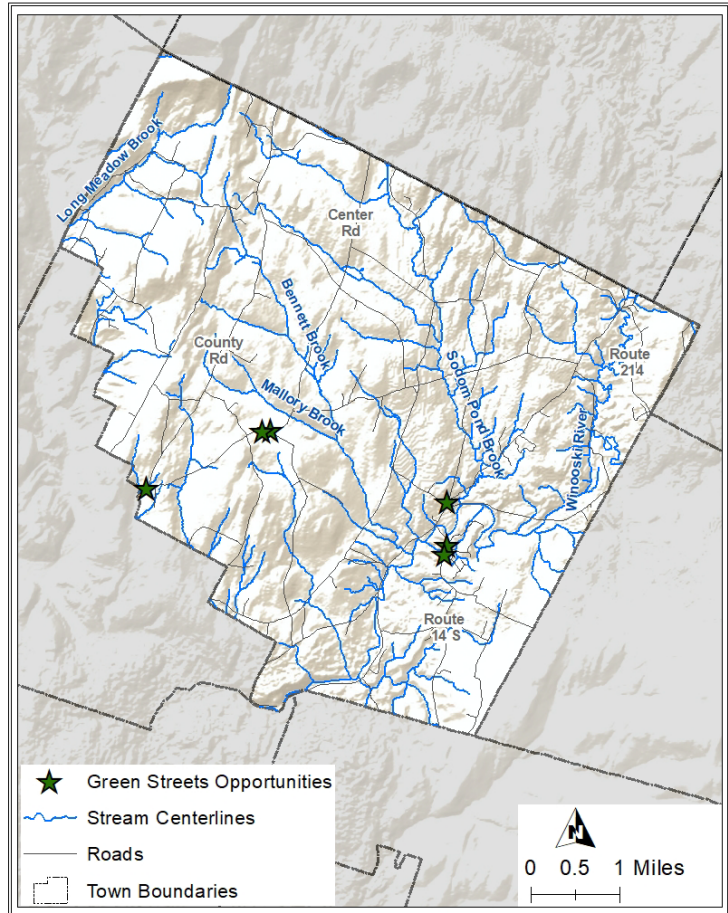 Long Meadow Brook
Center
Rd
Bennett Brook
County
Rd
Mallory Brook
Sodom Pond Brook
Route
214
Winooski River
Route
14 S
Green Streets Opportunities
Stream Centerlines
Roads
Town Boundaries
N
0 0.5 1 Miles